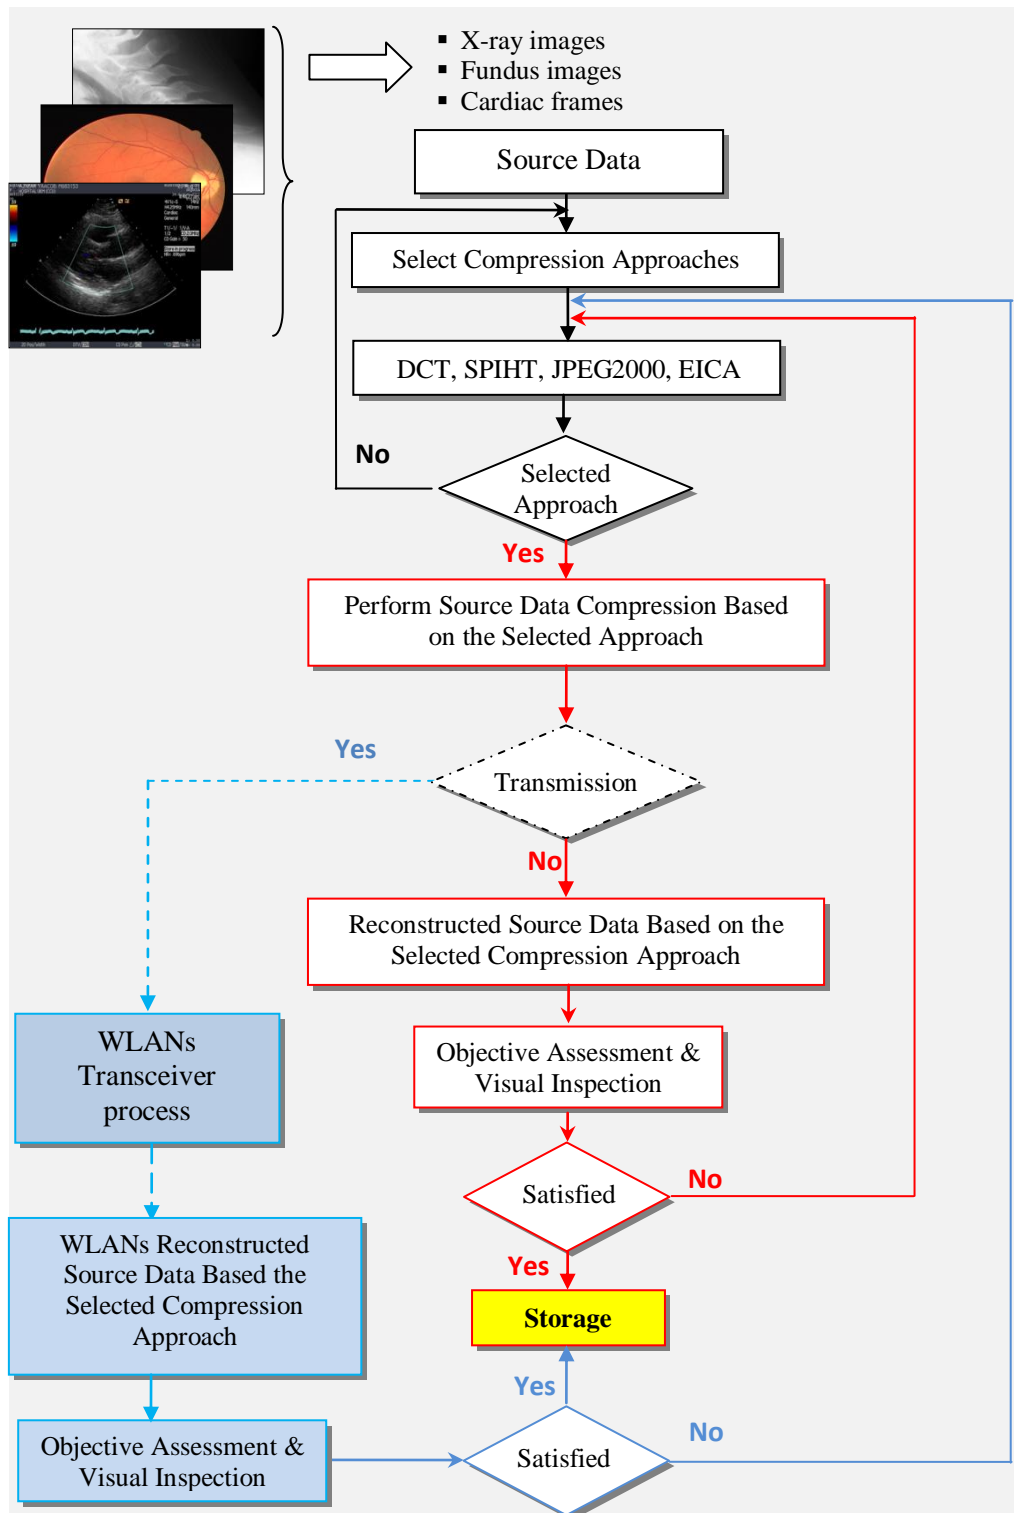 X-ray images
Fundus images
Cardiac frames
Source Data
Select Compression Approaches
DCT, SPIHT, JPEG2000, EICA
No
Selected
Approach
Yes
Perform Source Data Compression Based
on the Selected Approach
Yes
Transmission
No
Reconstructed Source Data Based on the
Selected Compression Approach
WLANs
Transceiver
process
Objective Assessment &
Visual Inspection
Satisfied
No
Yes
WLANs Reconstructed
Source Data Based the
Selected Compression
Approach
Storage
Yes
Objective Assessment &
Visual Inspection
Satisfied
No